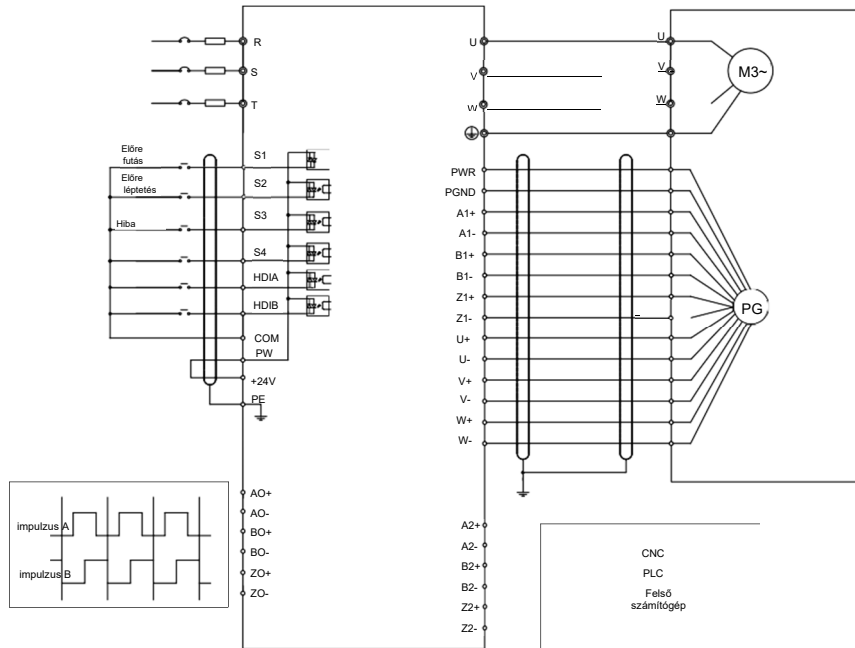 R
S
T
U
V
W
U
V
W
M3~
Előre
futás
Előre
léptetés
Hiba
S1
S2
S3
S4
HDIA
HDIB
COM
PW
+24V
PE
PWR
PGND
A1+
A1-
B1+
B1-
Z1+
Z1-
U+
U-
V+
V-
W+
W-
PG
impulzus A
impulzus B
AO+
AO-
BO+
BO-
ZO+
ZO-
A2+
A2-
B2+
B2-
Z2+
Z2-
CNC
PLC
Felső
számítógép